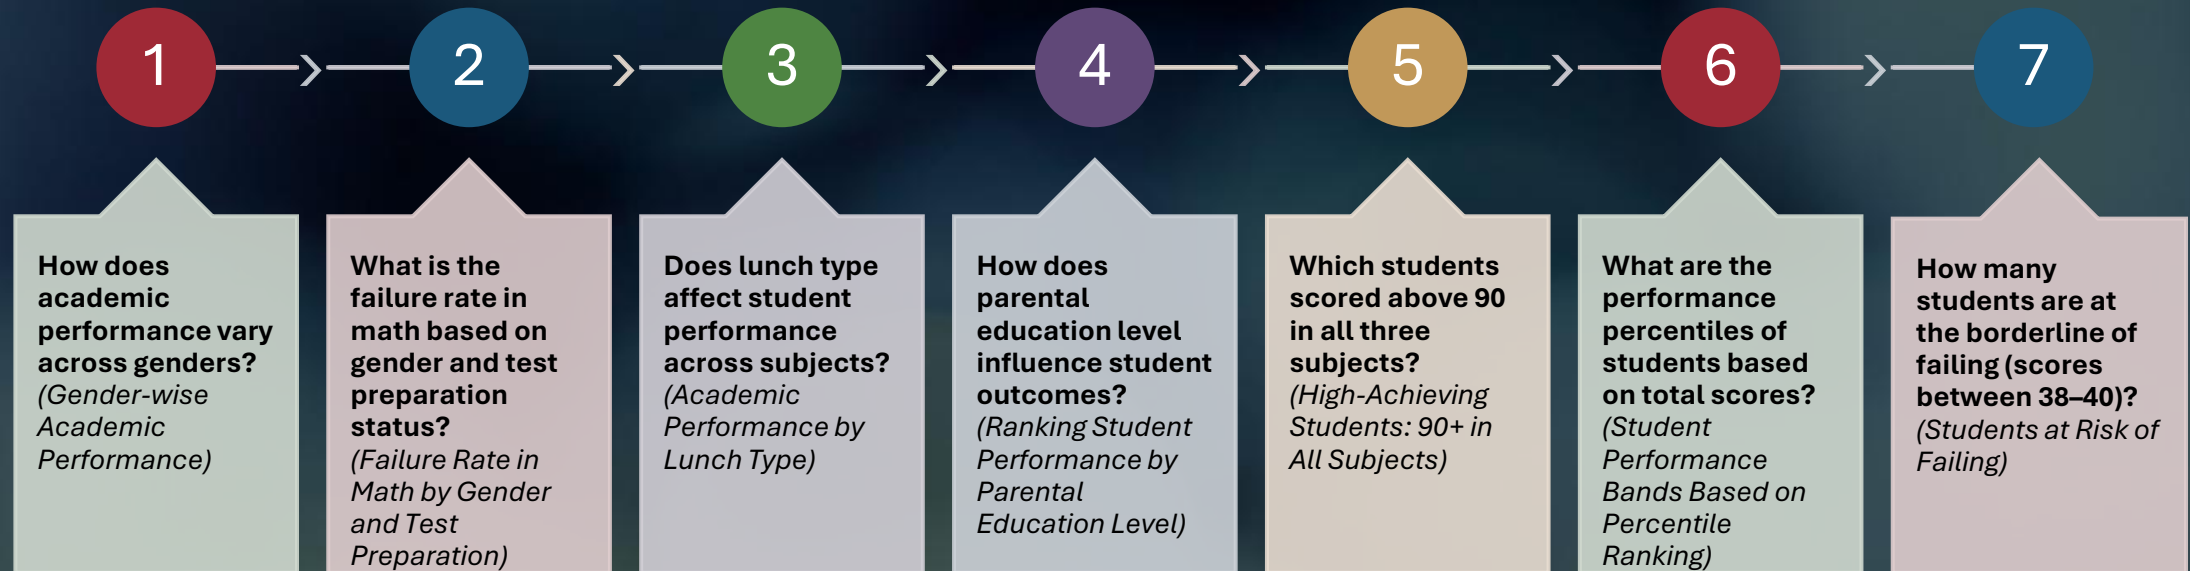 1
2
3
4
5
6
7
How does
academic
performance vary
across genders?
(Gender-wise
Academic
Performance)
What is the
failure rate in
math based on
gender and test
preparation
status?
(Failure Rate in
Math by Gender
and Test
Preparation)
Does lunch type
affect student
performance
across subjects?
(Academic
Performance by
Lunch Type)
How does
parental
education level
influence student
outcomes?
(Ranking Student
Performance by
Parental
Education Level)
Which students
scored above 90
in all three
subjects?
(High-Achieving
Students: 90+ in
All Subjects)
What are the
performance
percentiles of
students based
on total scores?
(Student
Performance
Bands Based on
Percentile
Ranking)
How many
students are at
the borderline of
failing (scores
between 38–40)?
(Students at Risk of
Failing)